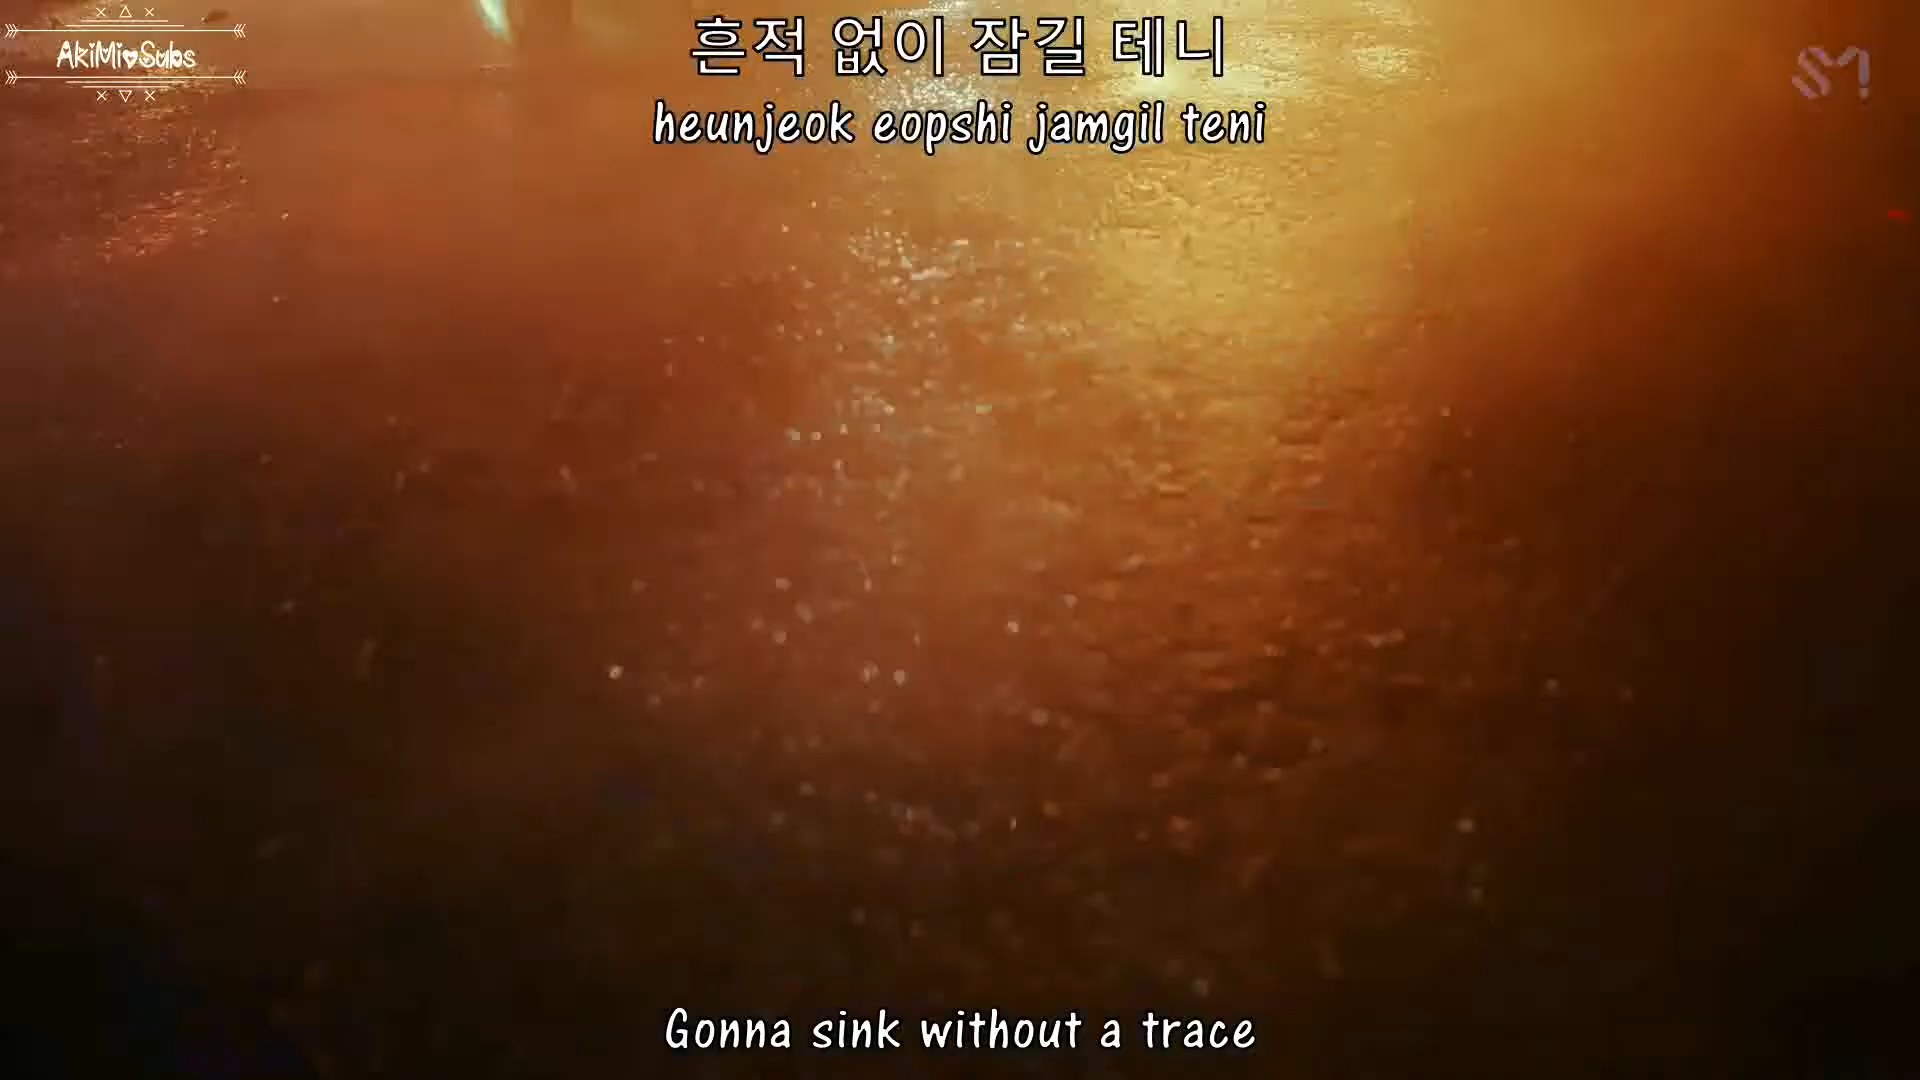 흔적 없이 잠길 테니
AkiMi♥Subs
heunjeok eopshi jamgil teni
Gonna sink without a trace